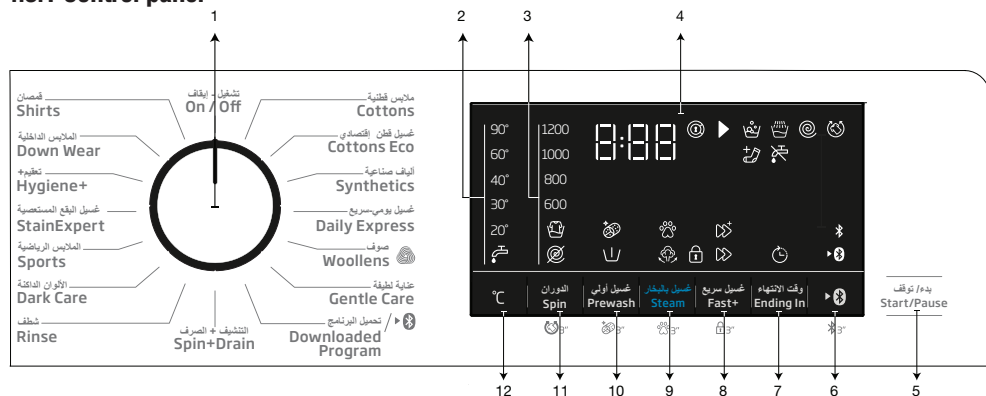 1
2
3
4
تشغيل - إيقاف
On / Off
ملابس قطنية
Cottons
غسيل قطن إقتصادي
Cottons Eco
ألياف صناعية
Synthetics
غسيل يومي-سريع
Daily Express
صوف
Woollens
عناية لطيفة
Gentle Care
تحميل البرنامج
Downloaded
Program
التنشيف + الصرف
Spin+Drain
شطف
Rinse
الألوان الداكنة
Dark Care
الملابس الرياضية
Sports
غسيل البقع المستعصية
StainExpert
تعقيم+
Hygiene+
الملابس الداخلية
Down Wear
قمصان
Shirts
90°
60°
40°
30°
20°
1200
1000
800
600
8:88
°C
الدوران
Spin
غسيل أولي
Prewash
غسيل بالبخار
Steam
غسيل سريع
Fast+
وقت الانتهاء
Ending In
بدء/ توقف
Start/Pause
3"
3"
3"
3"
3"
12
11
10
9
8
7
6
5